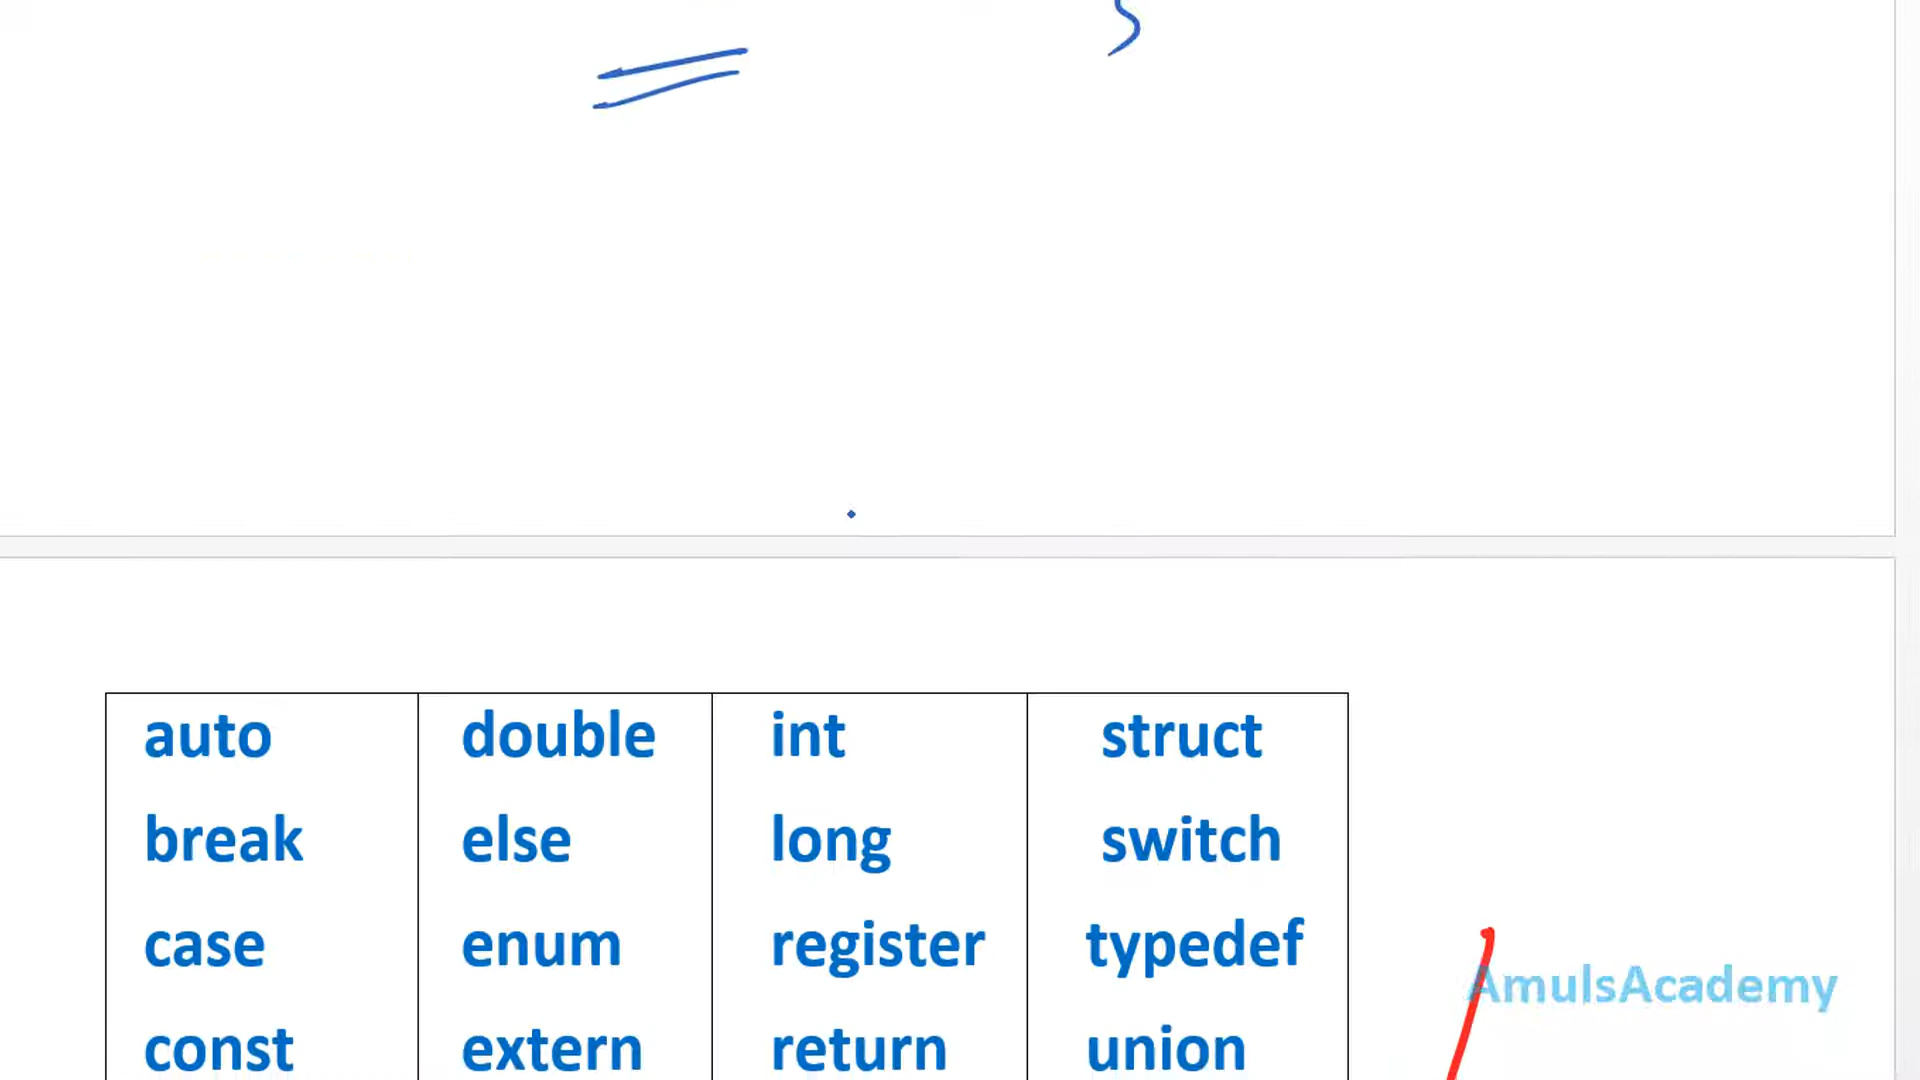 auto double int struct
break else long switch
case enum register typedef
AmulsAcademy
const extern return union